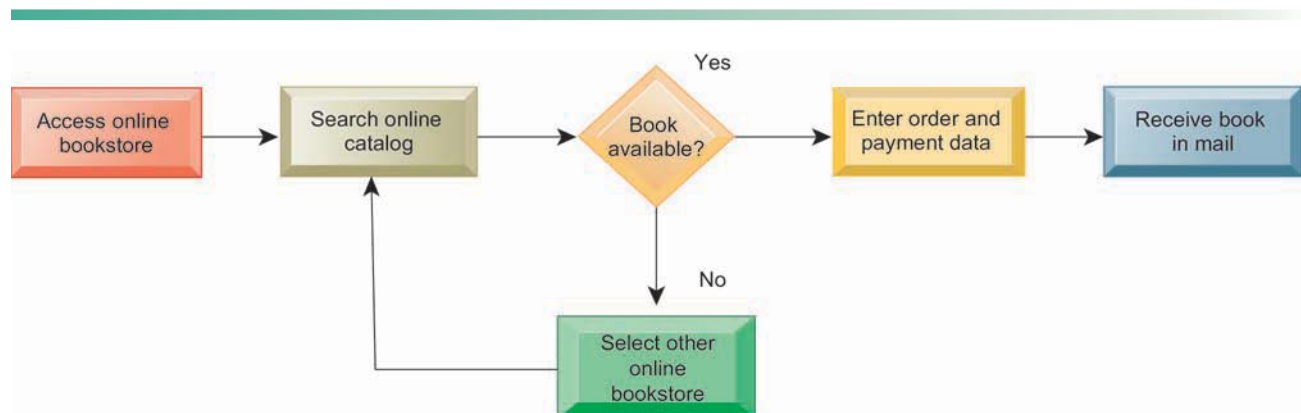 Access online
bookstore
Search online
catalog
Book
available?
Yes
Enter order and
payment data
Receive book
in mail
No
Select other
online
bookstore